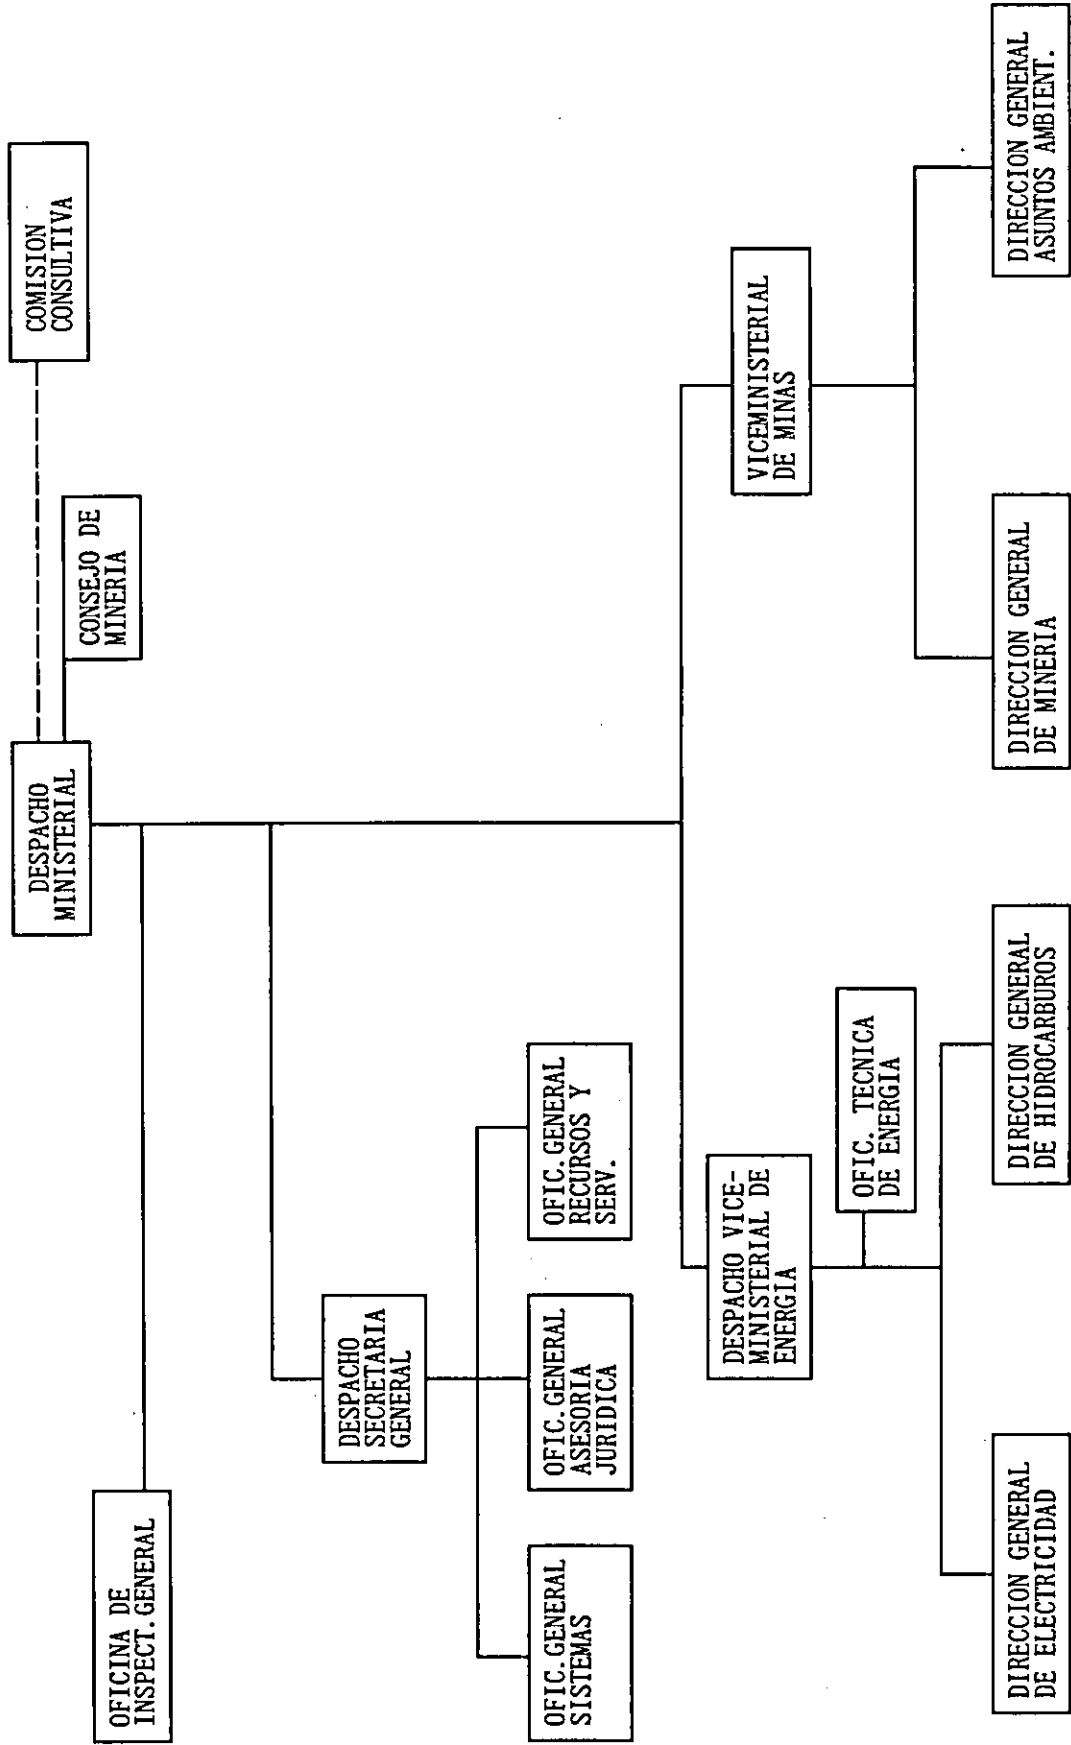 COMISION
CONSULTIVA
DESPACHO
MINISTERIAL
CONSEJO DE
MINERIA
OFICINA DE
INSPECT.GENERAL
DESPACHO
SECRETARIA
GENERAL
OFIC.GENERAL
SISTEMAS
OFIC.GENERAL
ASESORIA
JURIDICA
OFIC.GENERAL
RECURSOS Y
SERV.
DESPACHO VICE-
MINISTERIAL DE
ENERGIA
VICEMINISTERIAL
DE MINAS
OFIC. TECNICA
DE ENERGIA
DIRECCION GENERAL
DE ELECTRICIDAD
DIRECCION GENERAL
DE HIDROCARBUROS
DIRECCION GENERAL
DE MINERIA
DIRECCION GENERAL
ASUNTOS AMBIENT.